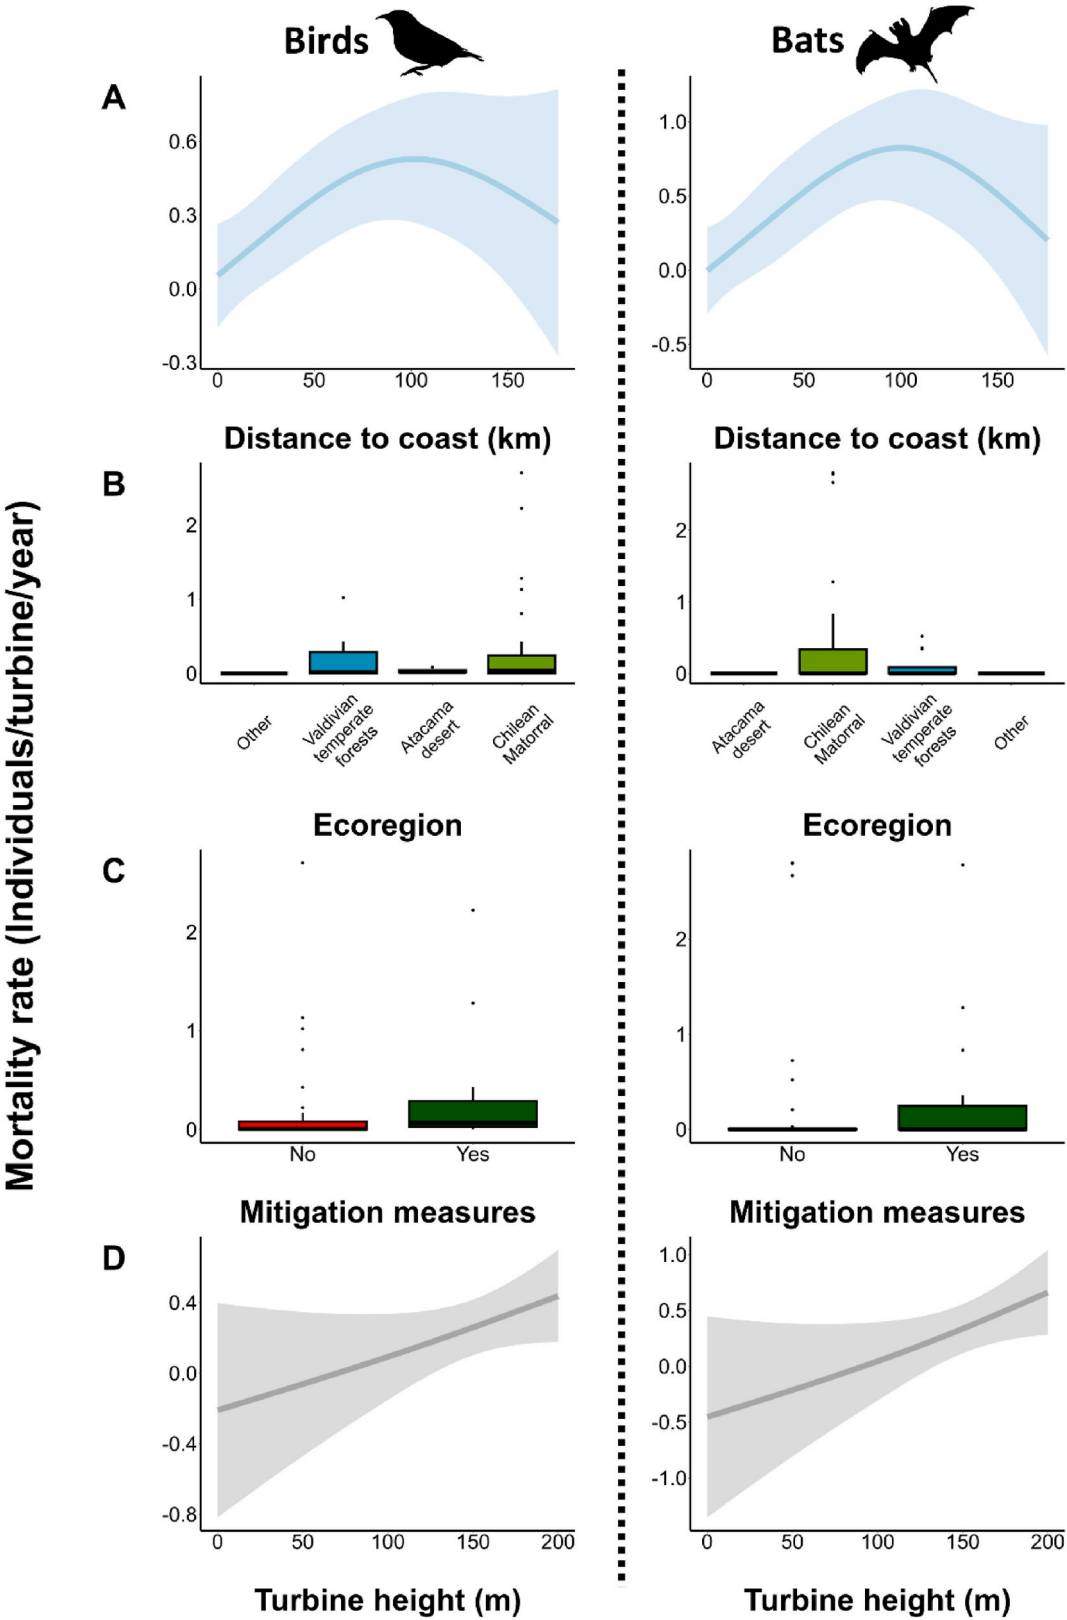 Birds
Bats
Mortality rate (Individuals/turbine/year)
A
0.6
0.3
0.0
-0.3
0 50 100 150
Distance to coast (km)
1.0
0.5
0.0
-0.5
0 50 100 150
Distance to coast (km)
B
2
1
0
Other
Valdivian
temperate
forests
Atacama
desert
Chilean
Matorral
Ecoregion
2
1
0
Atacama
desert
Chilean
Matorral
Valdivian
temperate
forests
Other
Ecoregion
C
2
1
0
No Yes
Mitigation measures
2
1
0
No Yes
Mitigation measures
D
0.4
0.0
-0.4
-0.8
0 50 100 150 200
Turbine height (m)
1.0
0.5
0.0
-0.5
-1.0
0 50 100 150 200
Turbine height (m)